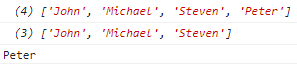 (4) ['John', 'Michael', 'Steven', 'Peter']
(3) ['John', 'Michael', 'Steven']
Peter